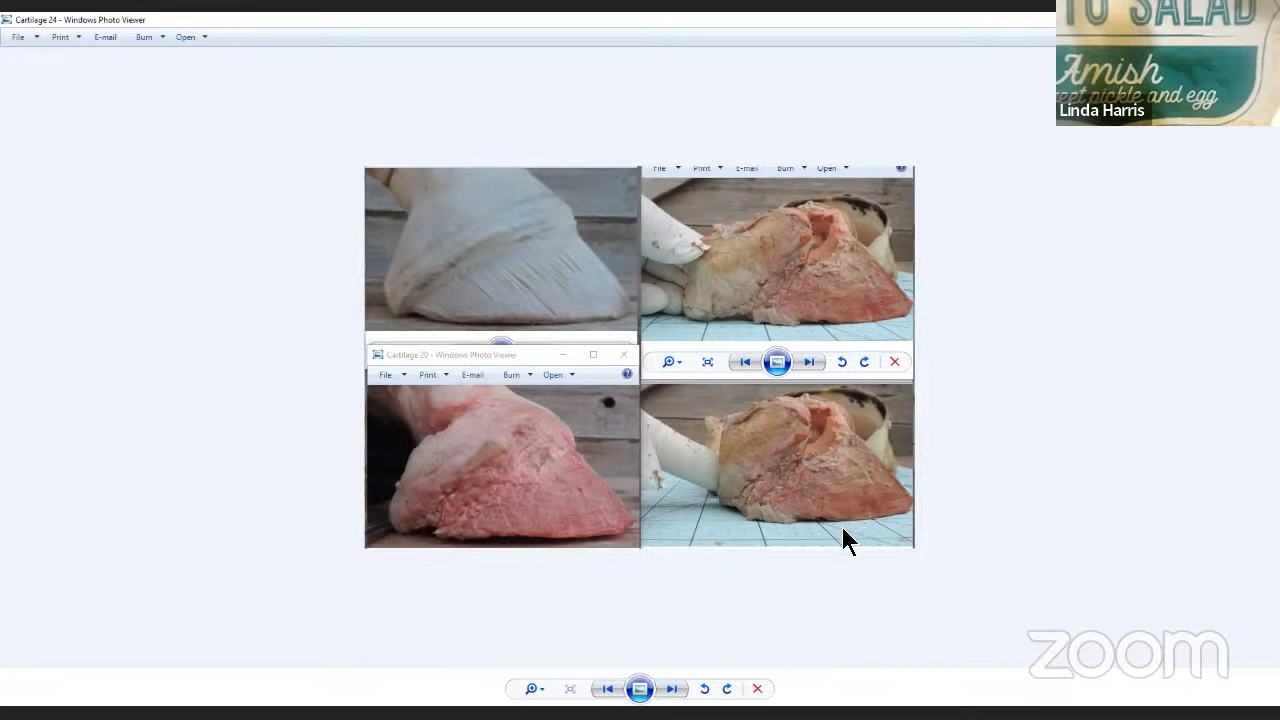 Cartilage 24 - Windows Photo Viewer
File Print E-mail Burn Open
TO SALAD
Amish
pickle and egg
Linda Harris
File Print E-mail Burn Open
Cartilage 20 - Windows Photo Viewer
File Print E-mail Burn Open
zoom